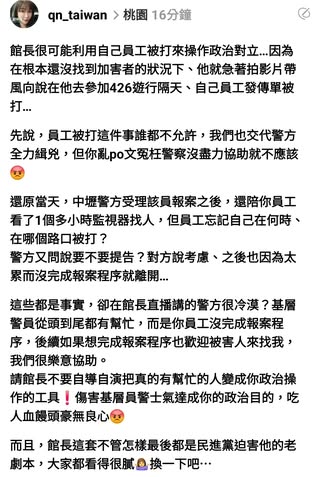 qn_taiwan > 桃園 16分鐘
館長很可能利用自己員工被打來操作政治對立...因為
在根本還沒找到加害者的狀況下、他就急著拍影片帶
風向說在他去參加426遊行隔天、自己員工發傳單被
打...
先說，員工被打這件事誰都不允許，我們也交代警方
全力緝兇，但你亂po文冤枉警察沒盡力協助就不應該
😡
還原當天，中壢警方受理該員報案之後，還陪你員工
看了1個多小時監視器找人，但員工忘記自己在何時、
在哪個路口被打？
警方又問說要不要提告？對方說考慮、之後也因為太
累而沒完成報案程序就離開...
這些都是事實，卻在館長直播講的警方很冷漠？基層
警員從頭到尾都有幫忙，而是你員工沒完成報案程
序，後續如果想完成報案程序也歡迎被害人來找我，
我們很樂意協助。
請館長不要自導自演把真的有幫忙的人變成你政治操
作的工具❗傷害基層員警士氣達成你的政治目的，吃
人血饅頭豪無良心😡
而且，館長這套不管怎樣最後都是民進黨迫害他的老
劇本，大家都看得很膩🤷‍♀️換一下吧⋯